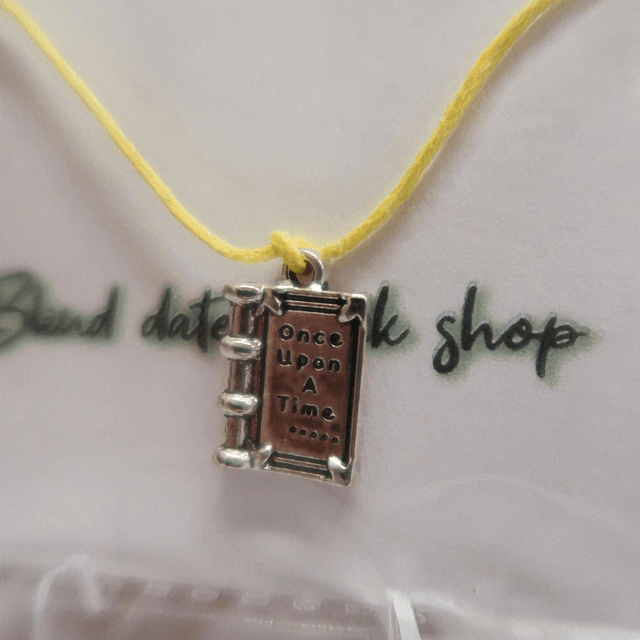 Blind date k shop
Once
Upon
A
Time
.....